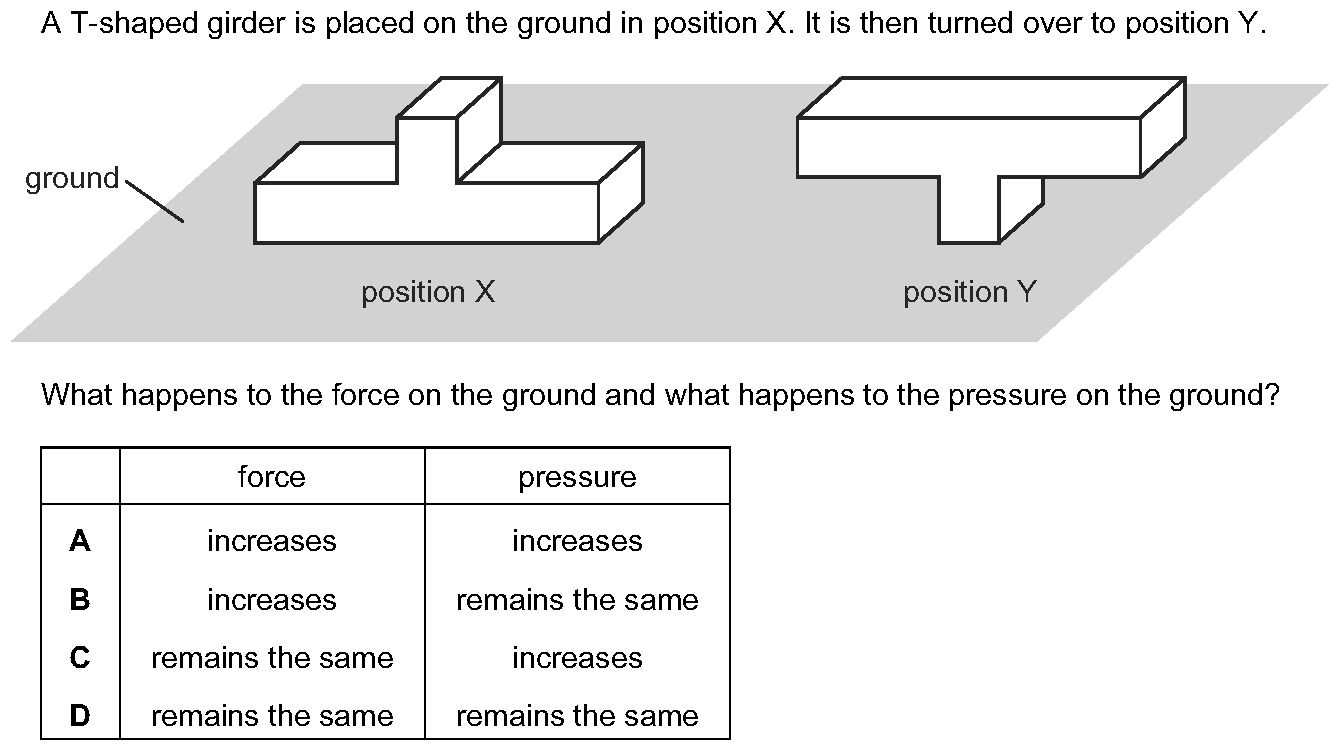 A T-shaped girder is placed on the ground in position X. It is then turned over to position Y.
ground
position X
position Y
What happens to the force on the ground and what happens to the pressure on the ground?
force pressure
A increases increases
B increases remains the same
C remains the same increases
D remains the same remains the same